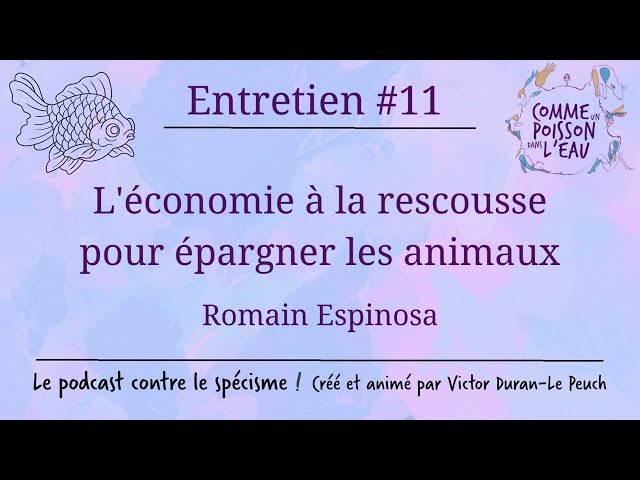 Entretien #11
COMME UN
POISSON
DANS L'EAU
L'économie à la rescousse
pour épargner les animaux
Romain Espinosa
Le podcast contre le spécisme ! Créé et animé par Victor Duran-Le Peuch